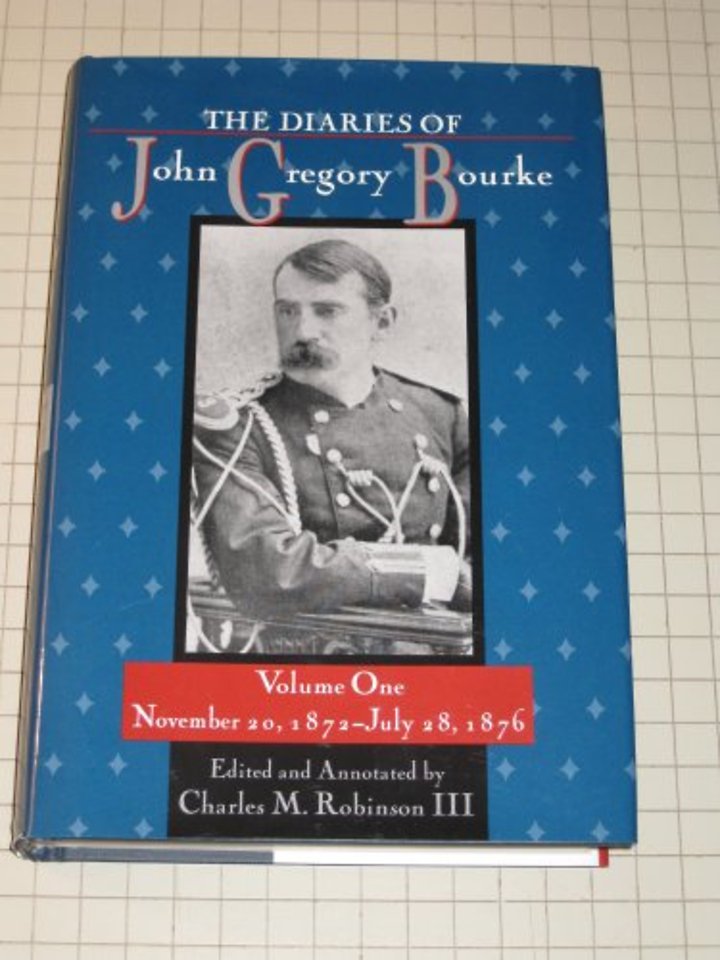 THE DIARIES OF
John Gregory Bourke
Volume One
November 20, 1872–July 28, 1876
Edited and Annotated by
Charles M. Robinson III